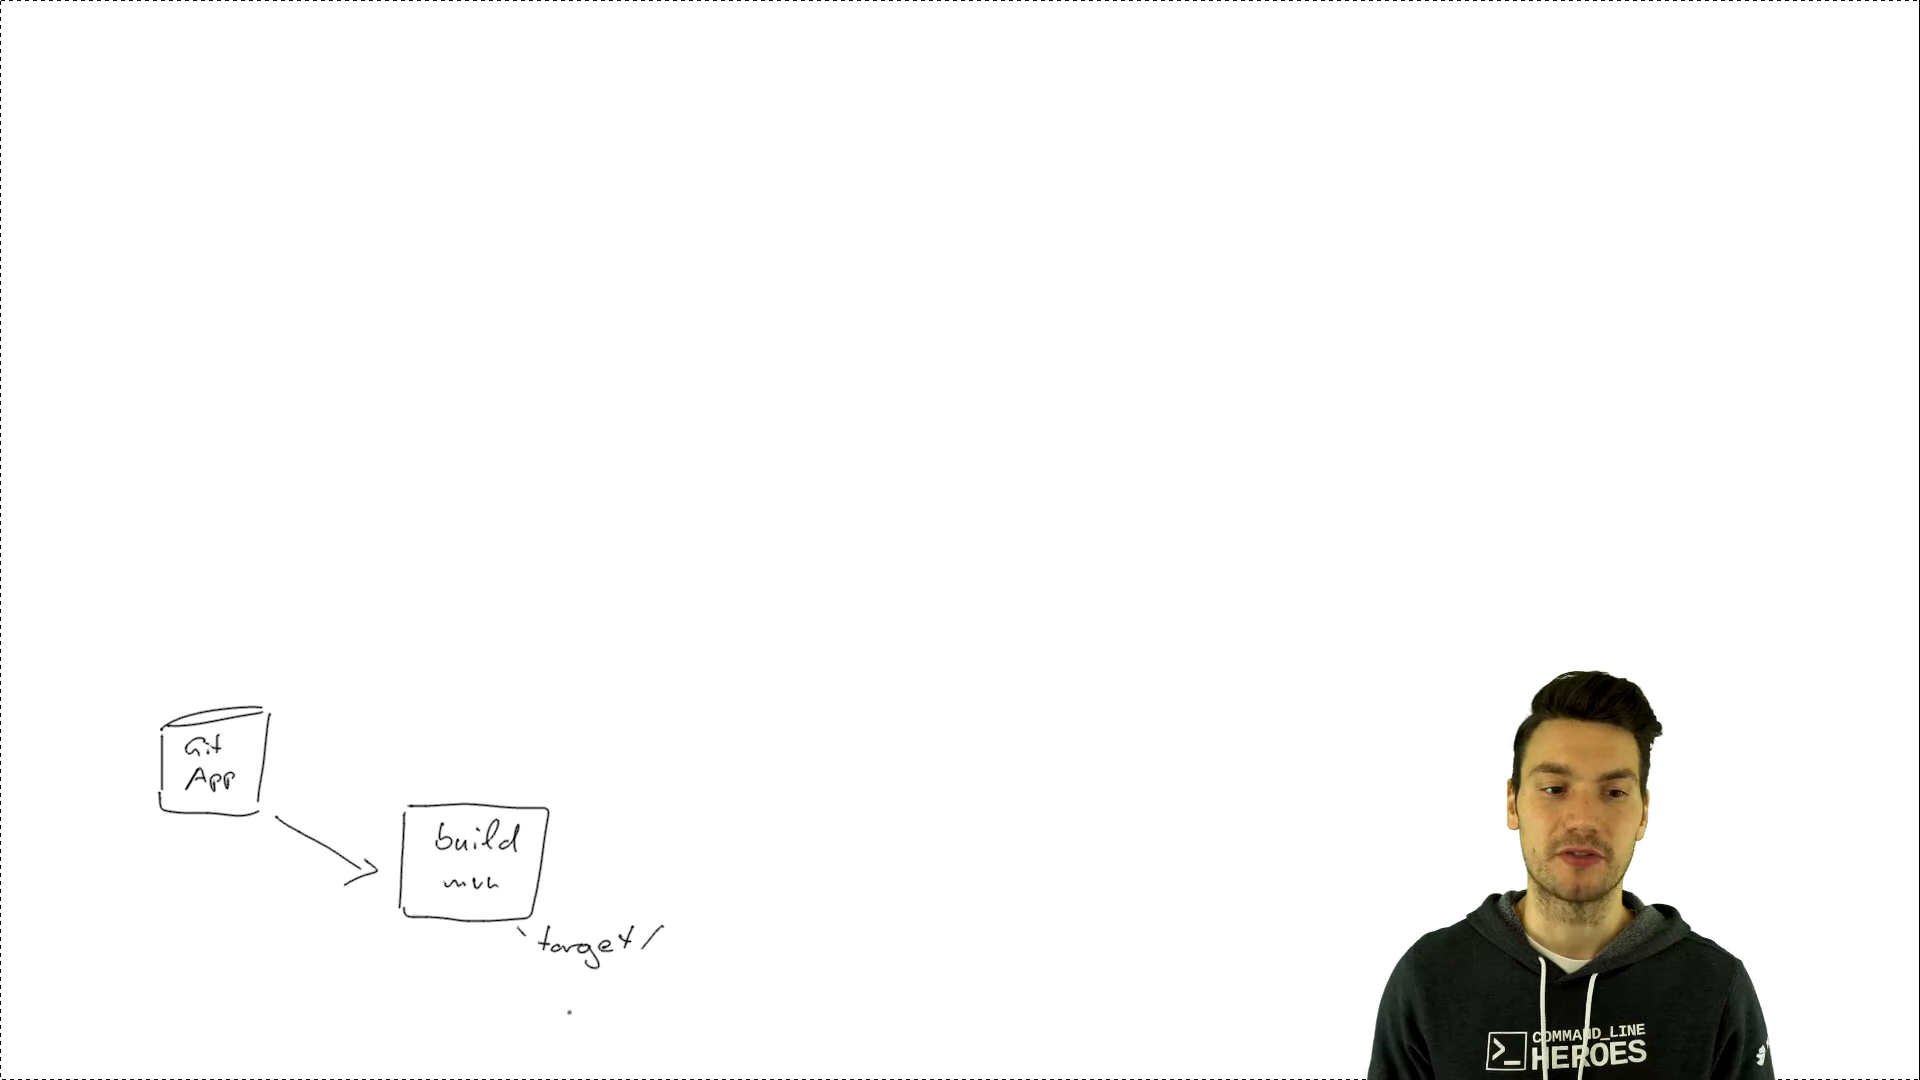 Git
App
build
mvn
target/
>_ COMMAND_LINE
HEROES